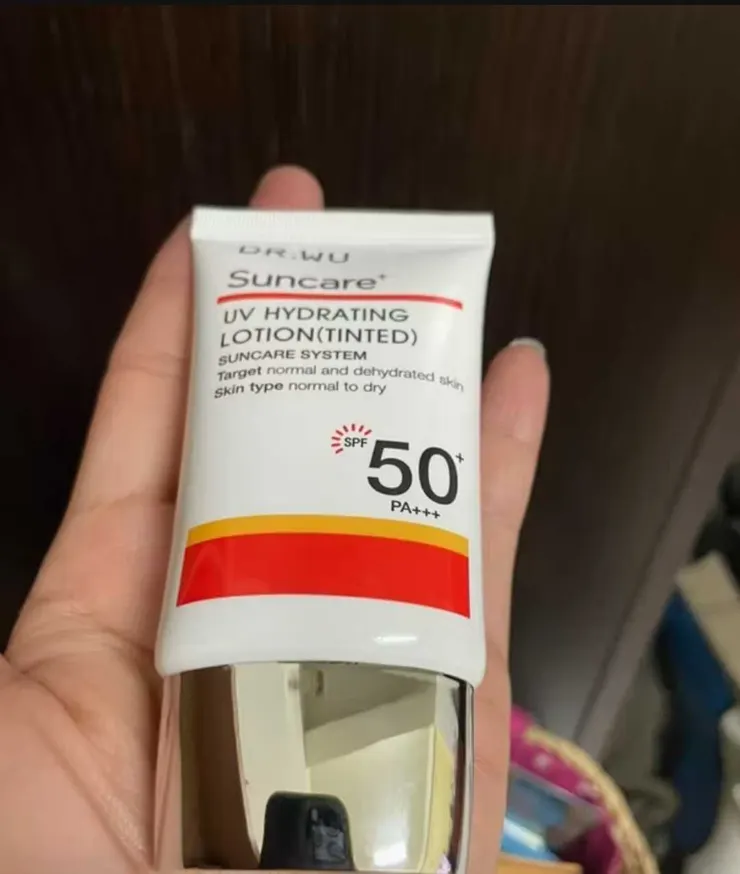 DR.WU
Suncare+
UV HYDRATING
LOTION(TINTED)
SUNCARE SYSTEM
Target normal and dehydrated skin
Skin type normal to dry
SPF 50+
PA+++